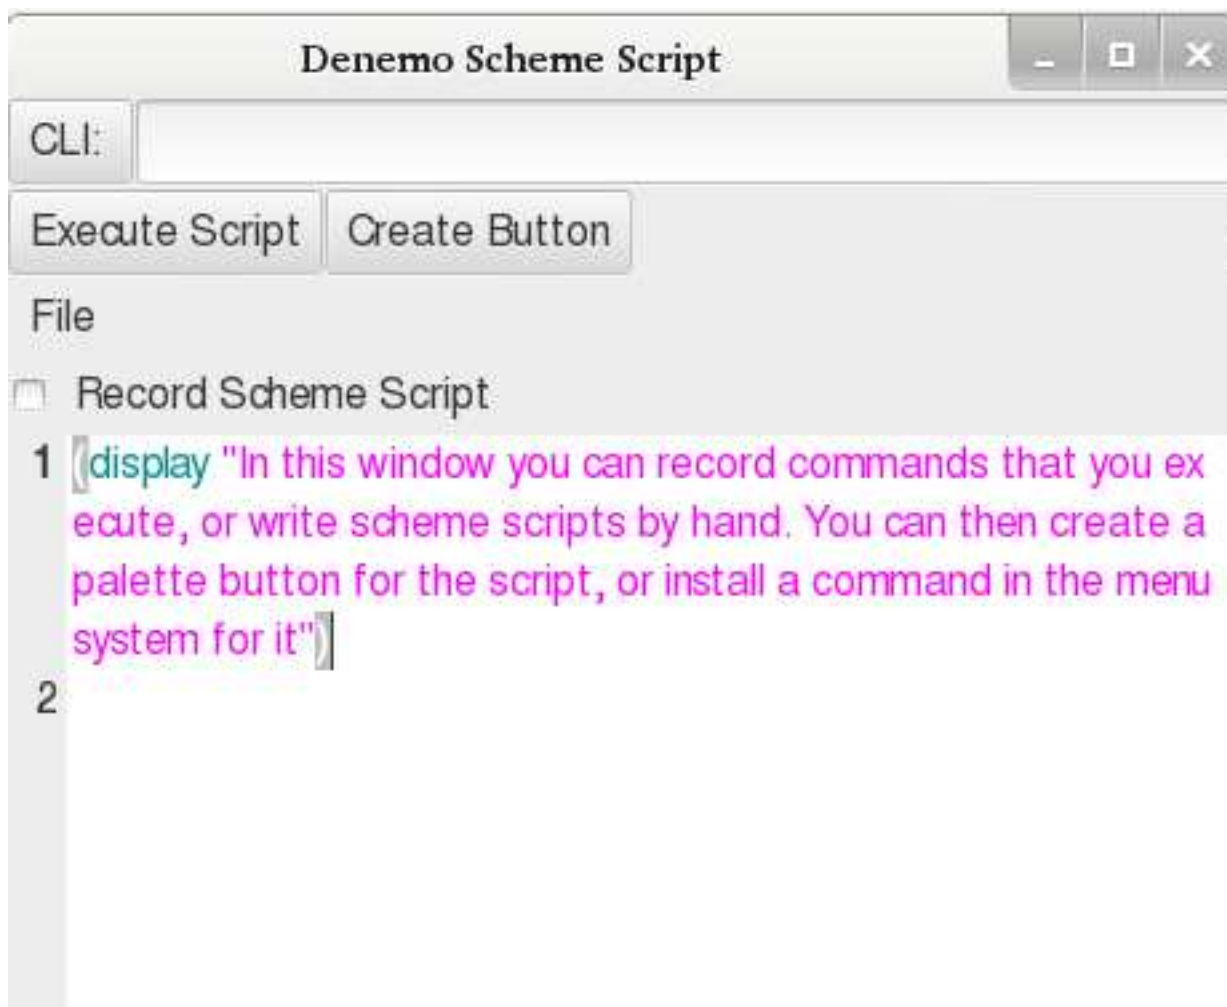 Denemo Scheme Script
CLI:
Execute Script Create Button
File
Record Scheme Script
1 (display "In this window you can record commands that you ex
ecute, or write scheme scripts by hand. You can then create a
palette button for the script, or install a command in the menu
system for it")
2